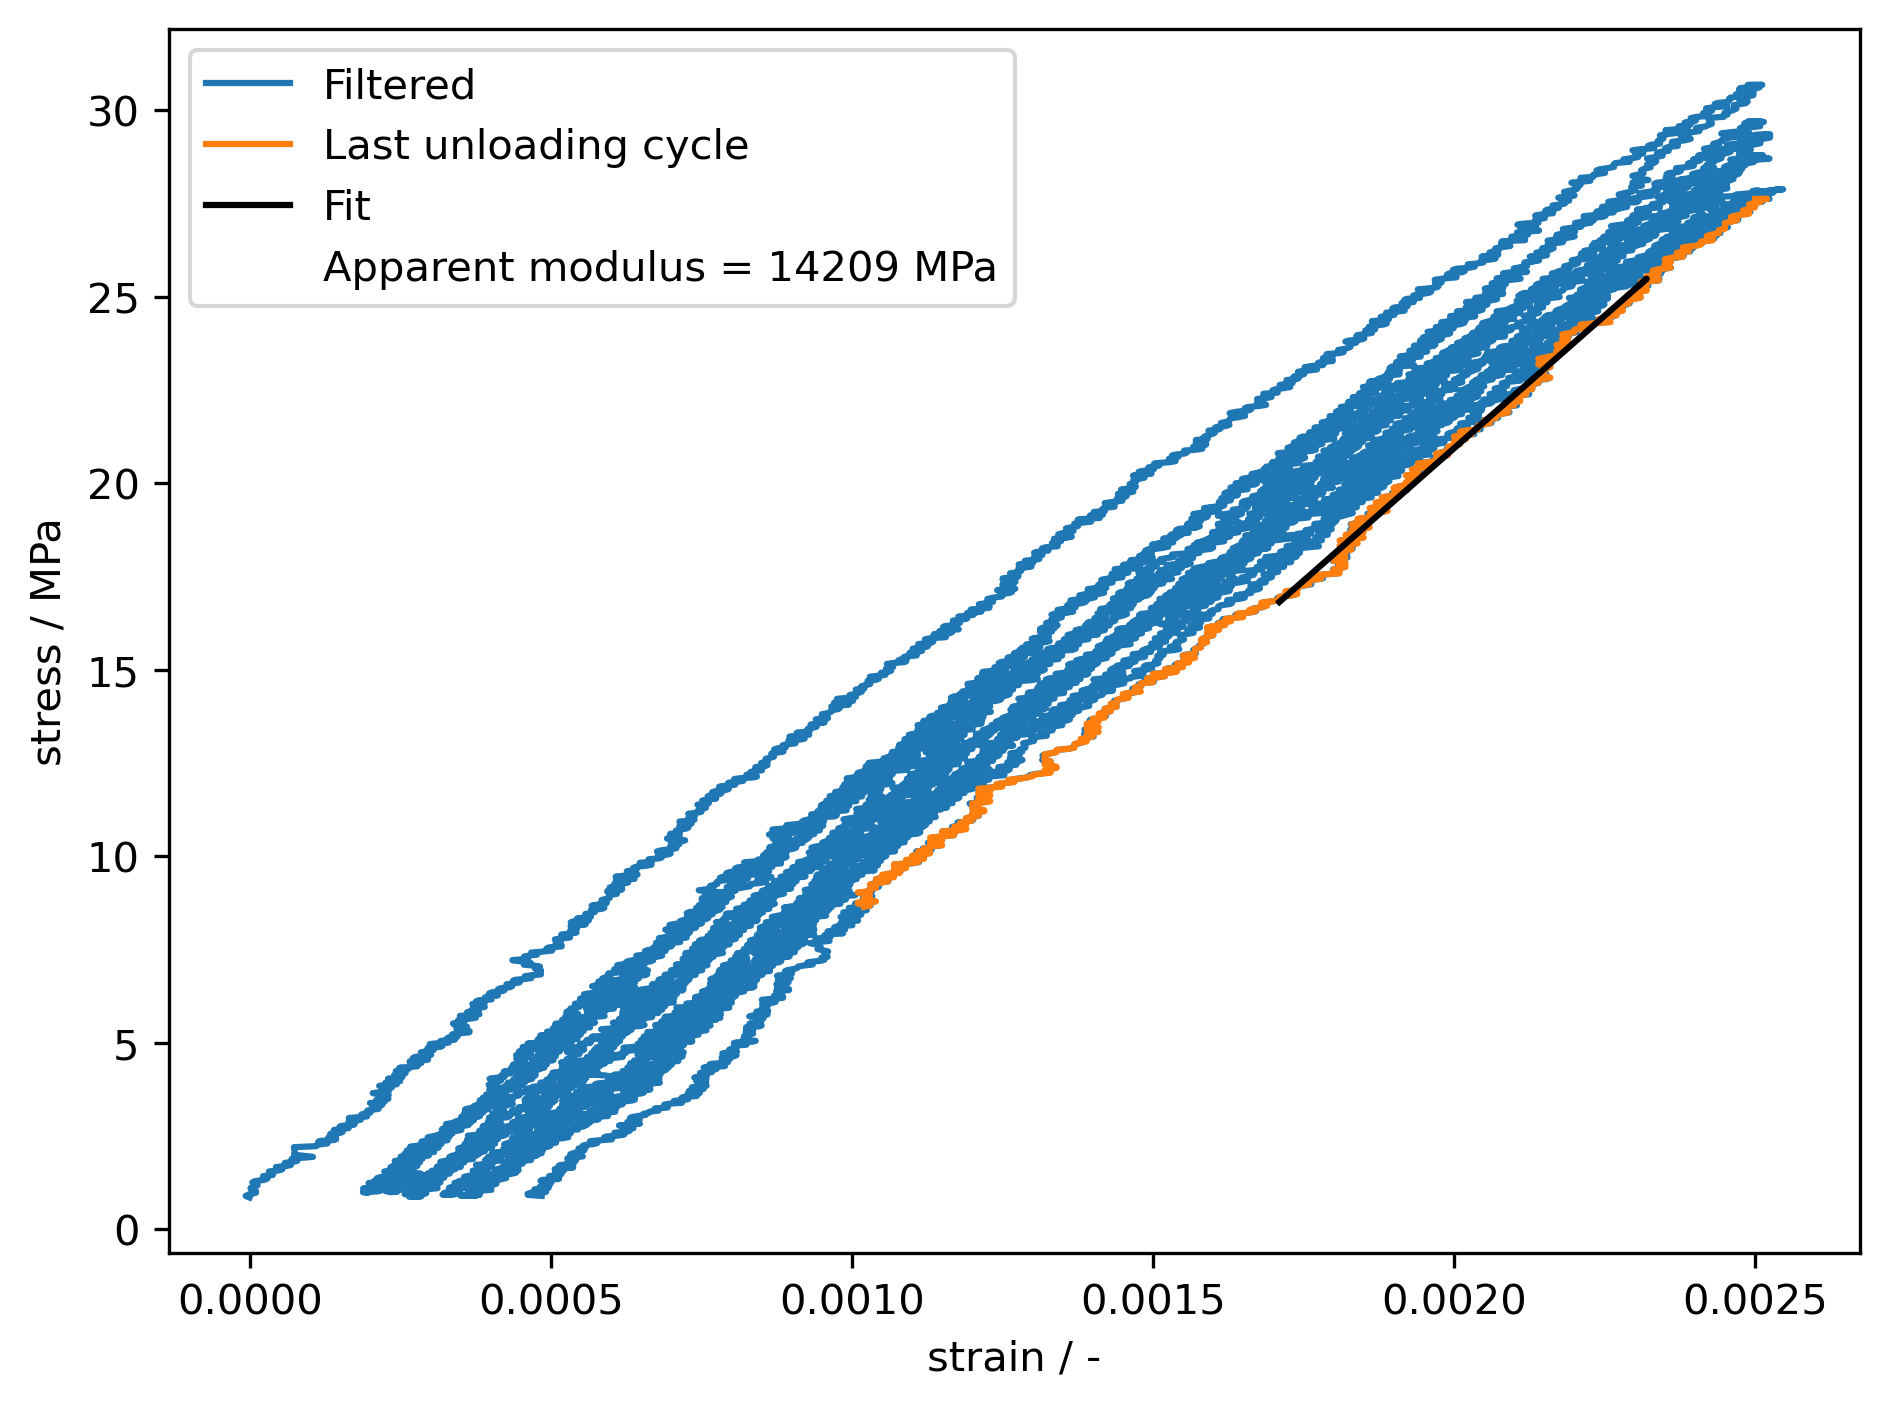 Filtered
Last unloading cycle
Fit
Apparent modulus = 14209 MPa
30
25
20
15
10
5
0
stress / MPa
0.0000 0.0005 0.0010 0.0015 0.0020 0.0025
strain / -